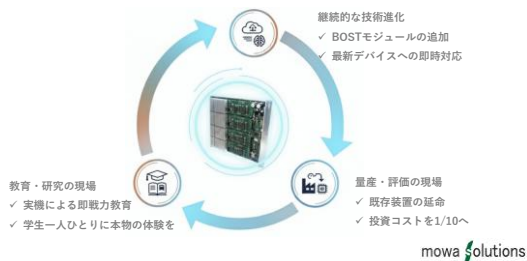 継続的な技術進化
✓ BOSTモジュールの追加
✓ 最新デバイスへの即時対応
教育・研究の現場
✓ 実機による即戦力教育
✓ 学生一人ひとりに本物の体験を
量産・評価の現場
✓ 既存装置の延命
✓ 投資コストを1/10へ
mowa solutions